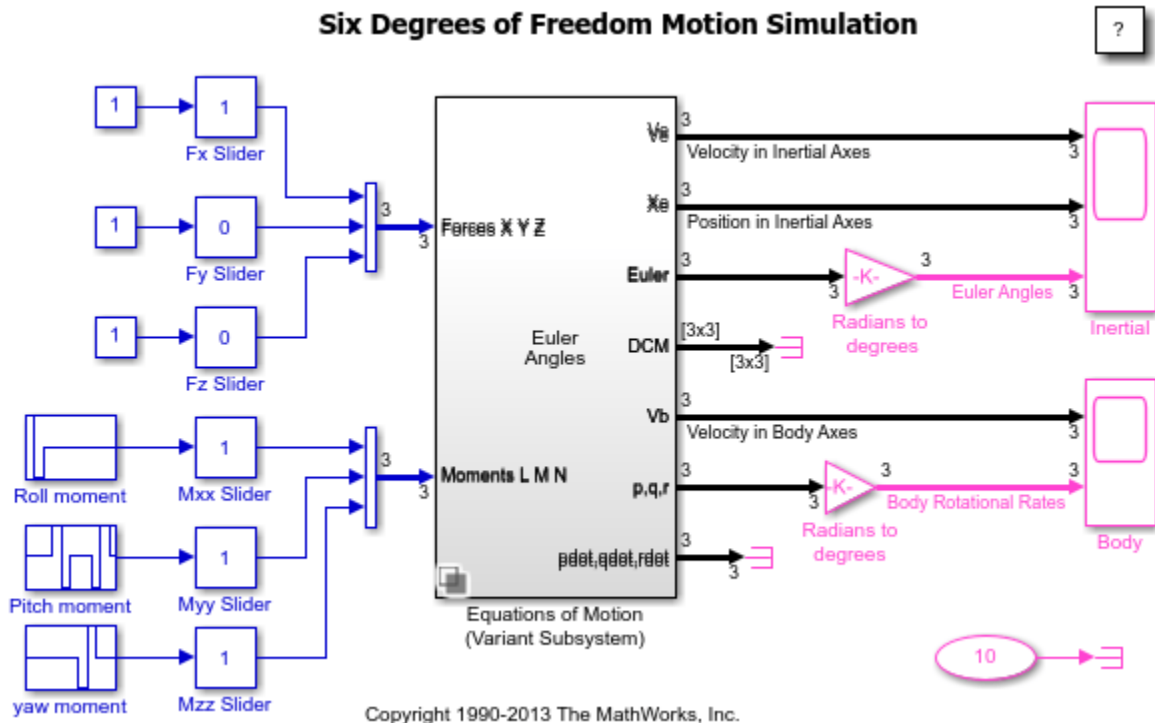 Six Degrees of Freedom Motion Simulation
?
1
1
Fx Slider
1
0
Fy Slider
1
0
Fz Slider
Roll moment
1
Mxx Slider
Pitch moment
1
Myy Slider
yaw moment
1
Mzz Slider
3
3
3
3
Forces X Y Z
Moments L M N
Euler
Angles
Ve
Xe
Euler
DCM
Vb
p,q,r
pdot,qdot,rdot
Equations of Motion
(Variant Subsystem)
3
Velocity in Inertial Axes
3
3
Position in Inertial Axes
3
3
3
-K-
Radians to
degrees
3
Euler Angles
3
Inertial
[3x3]
[3x3]
3
Velocity in Body Axes
3
3
3
-K-
Radians to
degrees
3
Body Rotational Rates
3
Body
3
3
10
Copyright 1990-2013 The MathWorks, Inc.